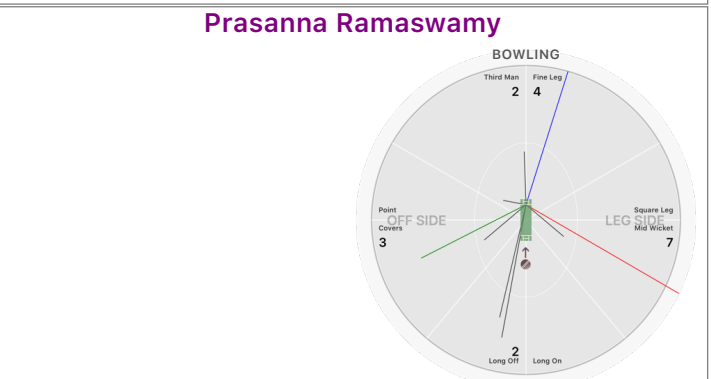 Prasanna Ramaswamy
BOWLING
Third Man
Fine Leg
2
4
Point
Square Leg
OFF SIDE
LEG SIDE
Covers
Mid Wicket
3
7
2
Long Off
Long On